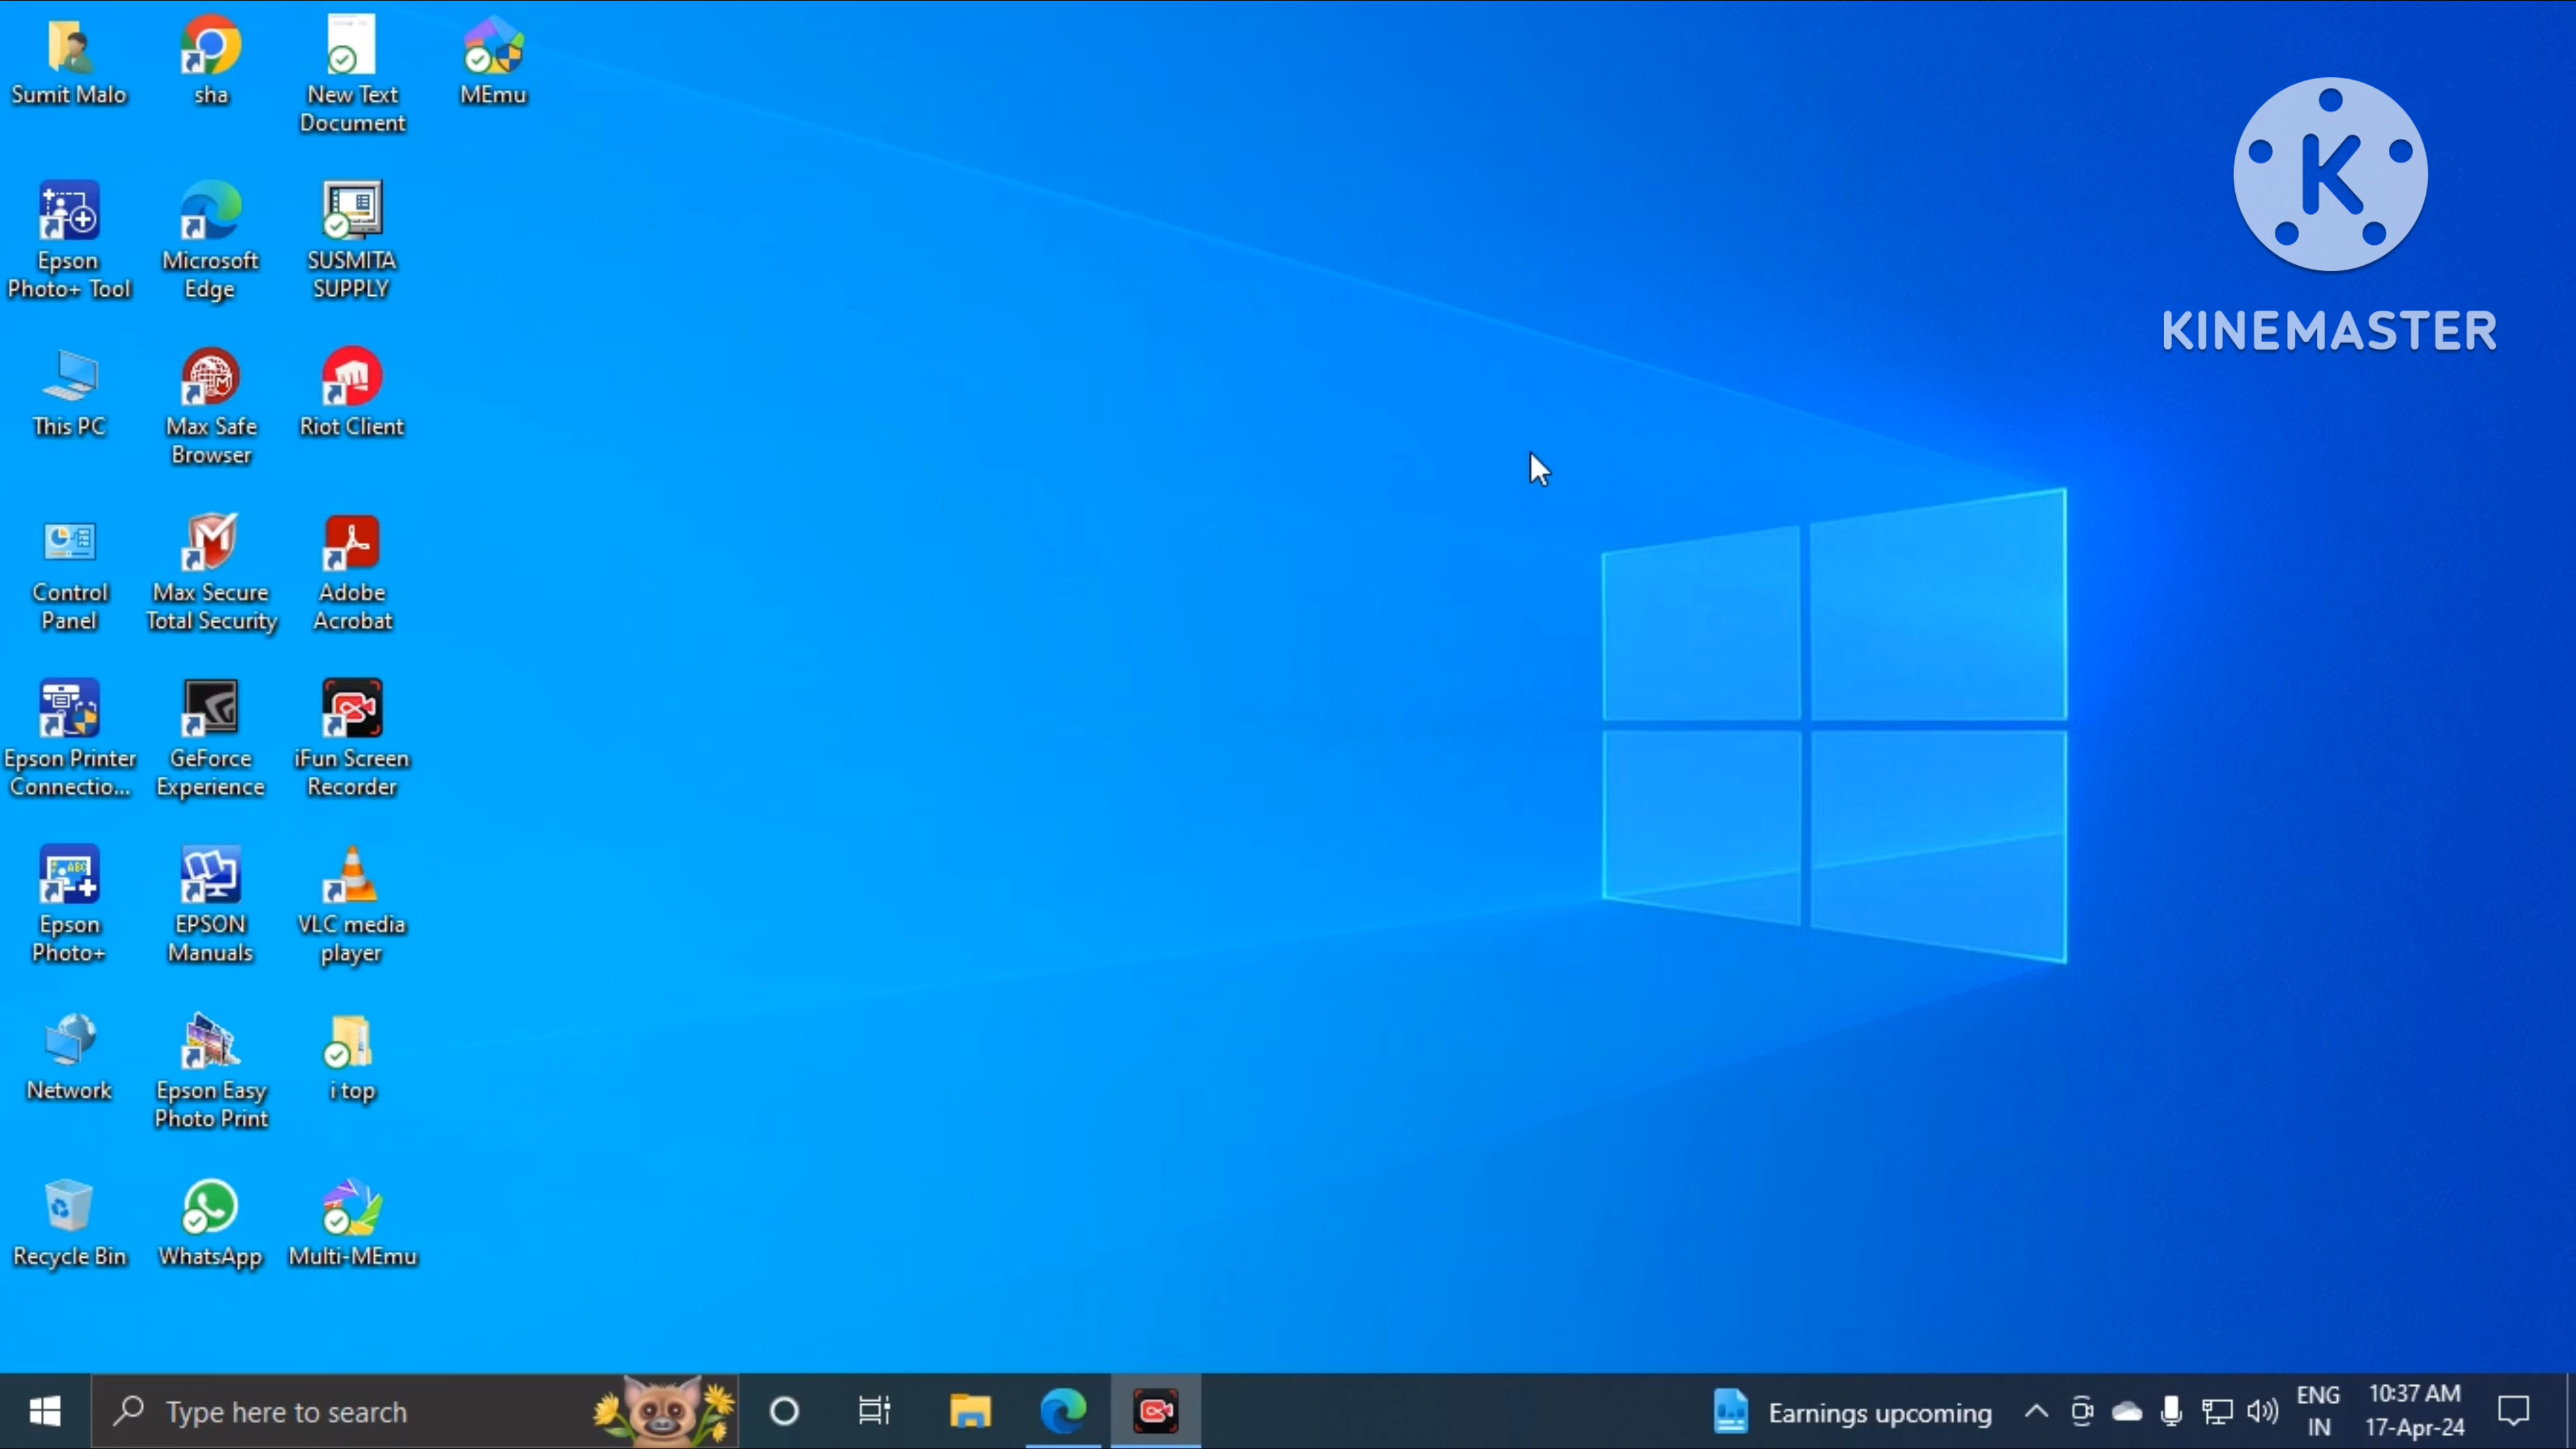 Sumit Malo
sha
New Text
Document
MEmu
K
KINEMASTER
Epson
Photo+ Tool
Microsoft
Edge
SUSMITA
SUPPLY
This PC
Max Safe
Browser
Riot Client
Control
Panel
Max Secure
Total Security
Adobe
Acrobat
Epson Printer
Connectio...
GeForce
Experience
iFun Screen
Recorder
Epson
Photo+
EPSON
Manuals
VLC media
player
Network
Epson Easy
Photo Print
i top
Recycle Bin
WhatsApp
Multi-MEmu
Type here to search
Earnings upcoming
ENG
IN
10:37 AM
17-Apr-24